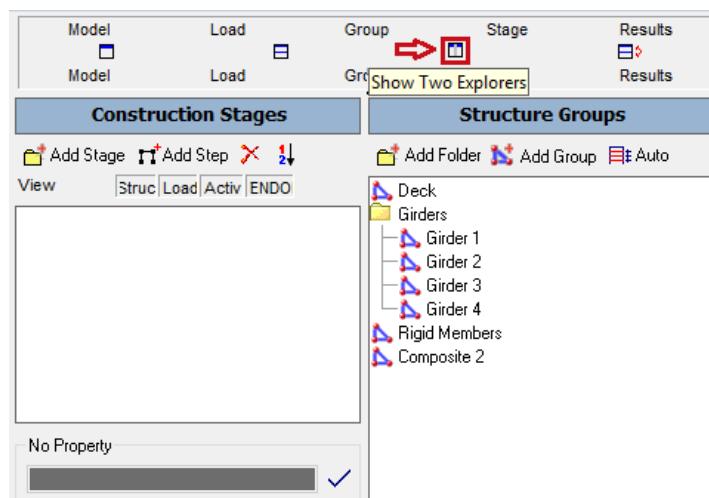 Model Load Group Stage Results
Model Load Gr Results
Show Two Explorers
Construction Stages
Structure Groups
Add Stage Add Step
Add Folder Add Group Auto
View Struc Load Activ ENDO
Deck
Girders
Girder 1
Girder 2
Girder 3
Girder 4
Rigid Members
Composite 2
No Property